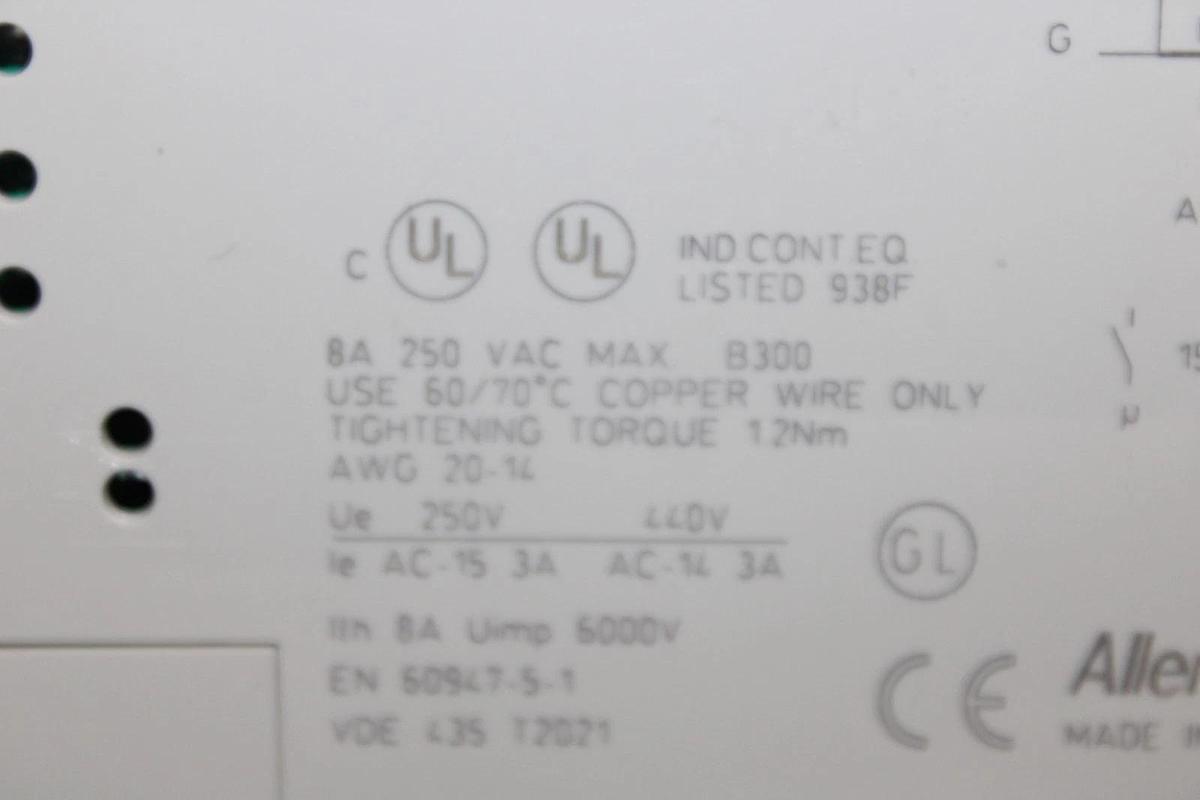 G
A
C UL UL IND.CONT.EQ.
LISTED 938F
8A 250 VAC MAX. B300
USE 60/70°C COPPER WIRE ONLY
TIGHTENING TORQUE 1.2Nm
AWG 20-14
Ue 250V 440V
Ie AC-15 3A AC-14 3A
GL
Ith 8A Uimp 6000V
EN 60947-5-1
VDE 435 T2021
CE
Allen
MADE IN
I
15
µ